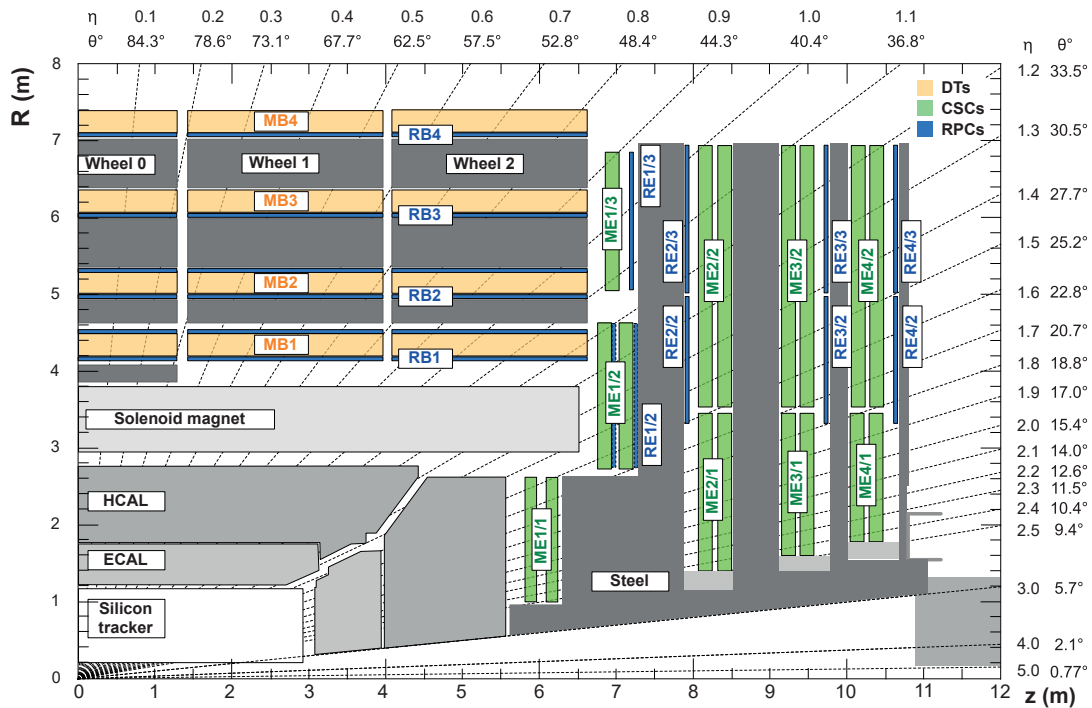 η 0.1 0.2 0.3 0.4 0.5 0.6 0.7 0.8 0.9 1.0 1.1
θ° 84.3° 78.6° 73.1° 67.7° 62.5° 57.5° 52.8° 48.4° 44.3° 40.4° 36.8° η θ°
R (m)
8 1.2 33.5°
DTs
CSCs
RPCs
MB4
RB4
7 1.3 30.5°
Wheel 0 Wheel 1 Wheel 2
RE1/3
MB3
RB3
6 1.4 27.7°
ME1/3
RE2/3
ME2/2
ME3/2
RE3/3
ME4/2
RE4/3
1.5 25.2°
MB2
RB2
5 1.6 22.8°
MB1
RB1
1.7 20.7°
RE2/2
RE3/2
RE4/2
4 1.8 18.8°
ME1/2
RE1/2
Solenoid magnet
1.9 17.0°
2.0 15.4°
3 2.1 14.0°
2.2 12.6°
HCAL
ME2/1
ME3/1
ME4/1
2.3 11.5°
2.4 10.4°
2 2.5 9.4°
ME1/1
ECAL
Steel
1 3.0 5.7°
Silicon
tracker
4.0 2.1°
0 5.0 0.77°
0 1 2 3 4 5 6 7 8 9 10 11 12
z (m)